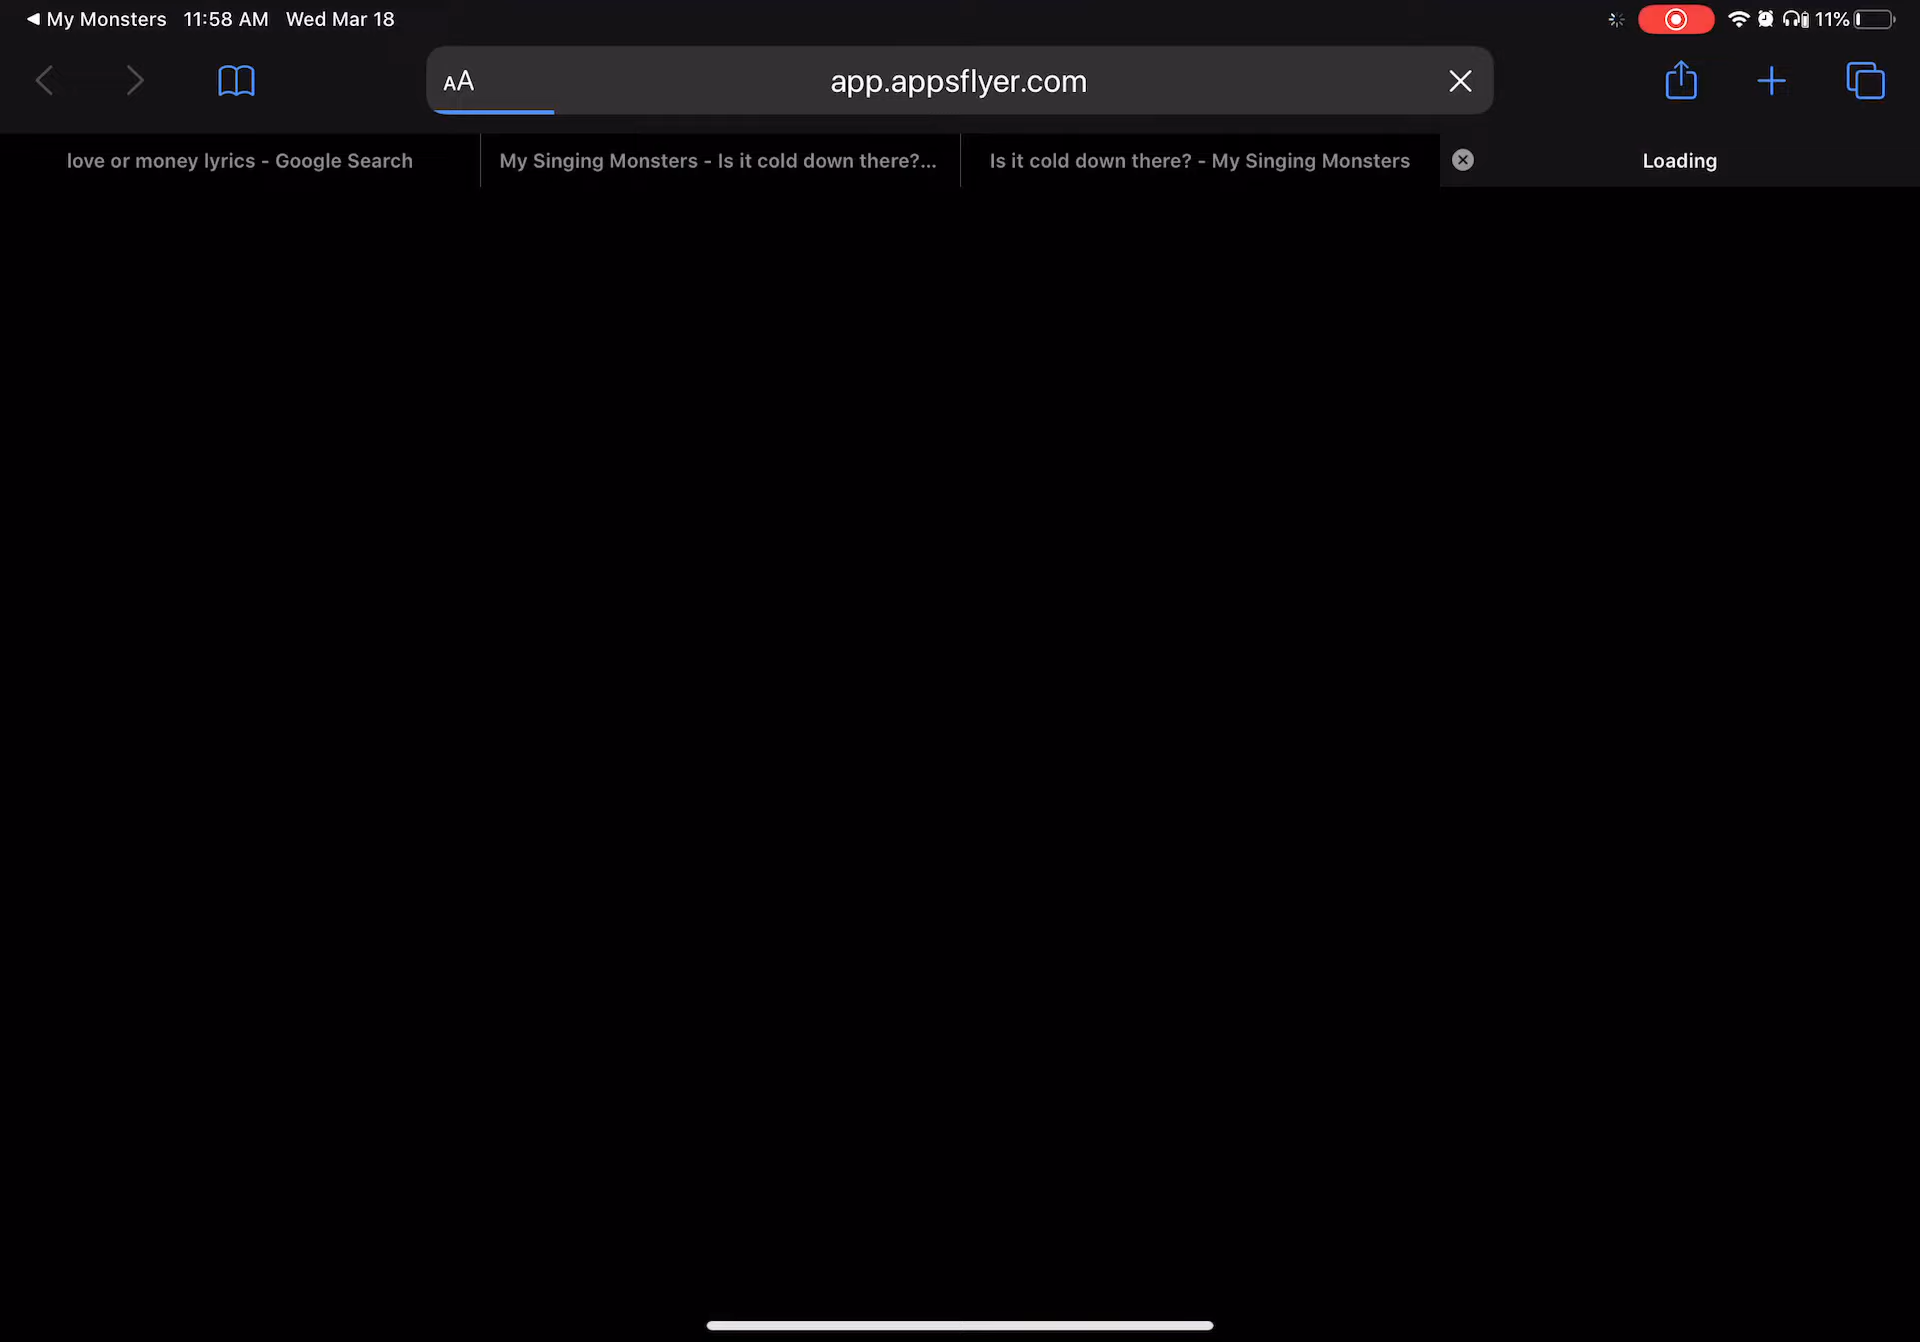 My Monsters 11:58 AM Wed Mar 18 11%
AA app.appsflyer.com
love or money lyrics - Google Search
My Singing Monsters - Is it cold down there?...
Is it cold down there? - My Singing Monsters
Loading